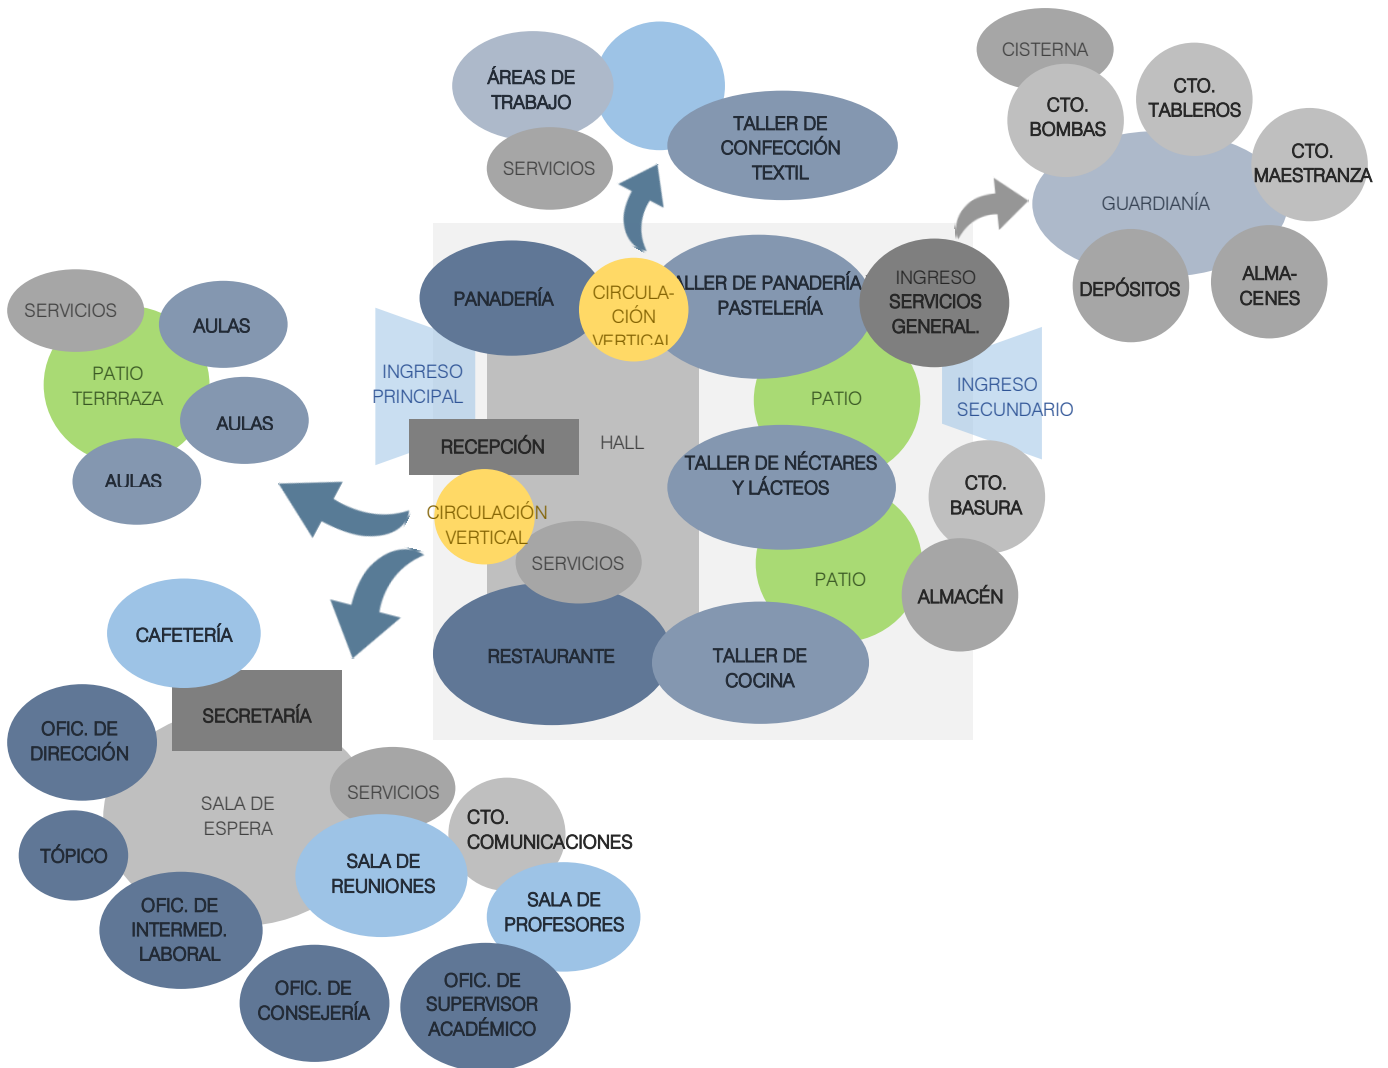 CISTERNA
CTO.
BOMBAS
CTO.
TABLEROS
CTO.
MAESTRANZA
GUARDIANÍA
DEPÓSITOS
ALMA-
CENES
ÁREAS DE
TRABAJO
SERVICIOS
TALLER DE
CONFECCIÓN
TEXTIL
PANADERÍA
CIRCULA-
CIÓN
VERTICAL
ALLER DE PANADERÍA
PASTELERÍA
INGRESO
SERVICIOS
GENERAL.
SERVICIOS
AULAS
PATIO
TERRRAZA
AULAS
AULAS
INGRESO
PRINCIPAL
RECEPCIÓN
HALL
PATIO
INGRESO
SECUNDARIO
TALLER DE NÉCTARES
Y LÁCTEOS
CTO.
BASURA
CIRCULACIÓN
VERTICAL
SERVICIOS
PATIO
ALMACÉN
RESTAURANTE
TALLER DE
COCINA
CAFETERÍA
SECRETARÍA
OFIC. DE
DIRECCIÓN
SALA DE
ESPERA
SERVICIOS
CTO.
COMUNICACIONES
TÓPICO
SALA DE
REUNIONES
SALA DE
PROFESORES
OFIC. DE
INTERMED.
LABORAL
OFIC. DE
CONSEJERÍA
OFIC. DE
SUPERVISOR
ACADÉMICO